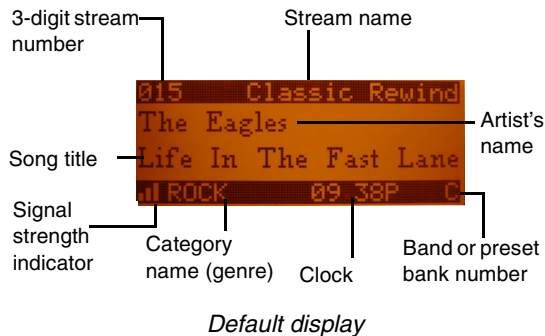 3-digit stream number
Stream name
015 Classic Rewind
The Eagles
Artist's name
Song title
Life In The Fast Lane
ROCK 09 38P C
Signal strength indicator
Category name (genre)
Clock
Band or preset bank number
Default display